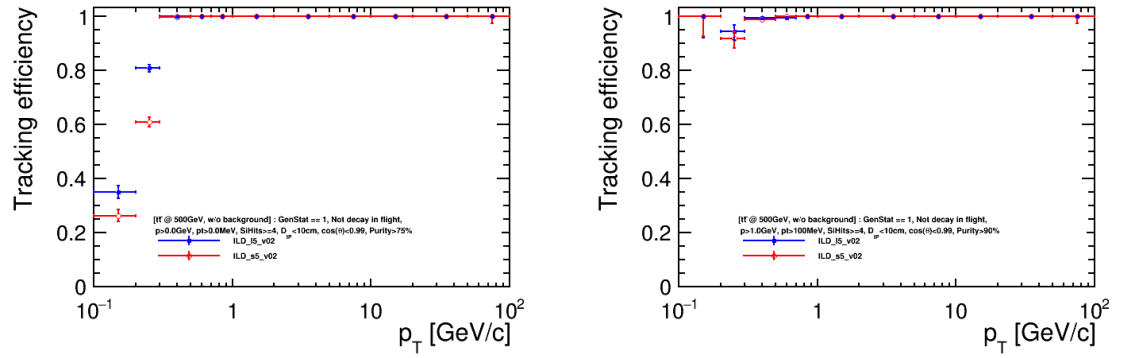 Tracking efficiency
1
0.8
0.6
0.4
0.2
0
[tt @ 500GeV, w/o background] : GenStat == 1, Not decay in flight,
p>0.0GeV, pt>0.0MeV, SiHits>=4, D_IP<10cm, cos(θ)<0.99, Purity>75%
ILD_l5_v02
ILD_s5_v02
10⁻¹ 1 10 10²
p_T [GeV/c]
Tracking efficiency
1
0.8
0.6
0.4
0.2
0
[tt @ 500GeV, w/o background] : GenStat == 1, Not decay in flight,
p>1.0GeV, pt>100MeV, SiHits>=4, D_IP<10cm, cos(θ)<0.99, Purity>90%
ILD_l5_v02
ILD_s5_v02
10⁻¹ 1 10 10²
p_T [GeV/c]